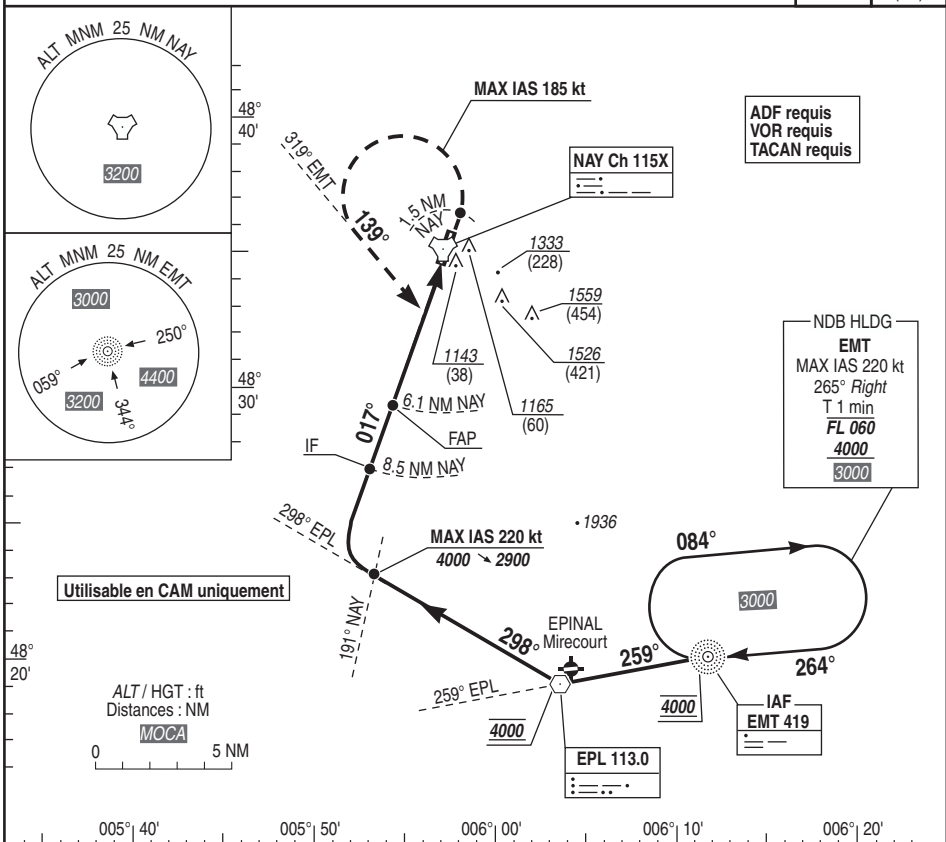 ALT MNM 25 NM NAY
3200
ALT MNM 25 NM EMT
3000
250°
059°
4400
3200
344°
48°
40'
48°
30'
48°
20'
MAX IAS 185 kt
ADF requis
VOR requis
TACAN requis
NAY Ch 115X
319° EMT
139°
1.5 NM
NAY
1333
(228)
1559
(454)
1526
(421)
1143
(38)
1165
(60)
NDB HLDG
EMT
MAX IAS 220 kt
265° Right
T 1 min
FL 060
4000
3000
017°
6.1 NM NAY
FAP
IF
8.5 NM NAY
298° EPL
MAX IAS 220 kt
4000 ↘ 2900
1936
084°
3000
264°
Utilisable en CAM uniquement
191° NAY
298°
EPINAL
Mirecourt
259°
259° EPL
4000
4000
IAF
EMT 419
EPL 113.0
ALT / HGT : ft
Distances : NM
MOCA
0 5 NM
005° 40' 005° 50' 006° 00' 006° 10' 006° 20'